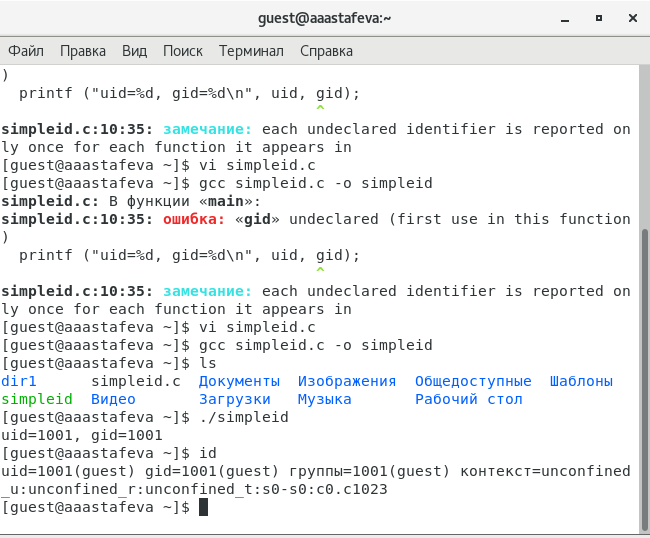 guest@aaastafeva:~
Файл Правка Вид Поиск Терминал Справка
)
  printf ("uid=%d, gid=%d\n", uid, gid);
                                   ^
simpleid.c:10:35: замечание: each undeclared identifier is reported on
ly once for each function it appears in
[guest@aaastafeva ~]$ vi simpleid.c
[guest@aaastafeva ~]$ gcc simpleid.c -o simpleid
simpleid.c: В функции «main»:
simpleid.c:10:35: ошибка: «gid» undeclared (first use in this function
)
  printf ("uid=%d, gid=%d\n", uid, gid);
                                   ^
simpleid.c:10:35: замечание: each undeclared identifier is reported on
ly once for each function it appears in
[guest@aaastafeva ~]$ vi simpleid.c
[guest@aaastafeva ~]$ gcc simpleid.c -o simpleid
[guest@aaastafeva ~]$ ls
dir1      simpleid.c  Документы  Изображения  Общедоступные  Шаблоны
simpleid  Видео       Загрузки   Музыка       Рабочий стол
[guest@aaastafeva ~]$ ./simpleid
uid=1001, gid=1001
[guest@aaastafeva ~]$ id
uid=1001(guest) gid=1001(guest) группы=1001(guest) контекст=unconfined
_u:unconfined_r:unconfined_t:s0-s0:c0.c1023
[guest@aaastafeva ~]$